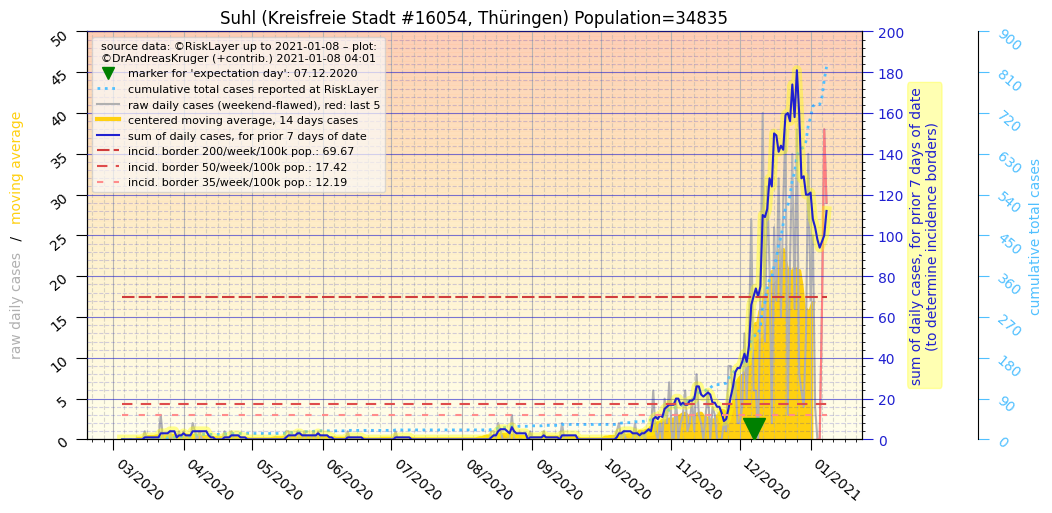 Suhl (Kreisfreie Stadt #16054, Thüringen) Population=34835
source data: ©RiskLayer up to 2021-01-08 – plot:
©DrAndreasKruger (+contrib.) 2021-01-08 04:01
marker for 'expectation day': 07.12.2020
cumulative total cases reported at RiskLayer
raw daily cases (weekend-flawed), red: last 5
centered moving average, 14 days cases
sum of daily cases, for prior 7 days of date
incid. border 200/week/100k pop.: 69.67
incid. border 50/week/100k pop.: 17.42
incid. border 35/week/100k pop.: 12.19
raw daily cases / moving average
50
45
40
35
30
25
20
15
10
5
0
03/2020
04/2020
05/2020
06/2020
07/2020
08/2020
09/2020
10/2020
11/2020
12/2020
01/2021
200
180
160
140
120
100
80
60
40
20
0
sum of daily cases, for prior 7 days of date
(to determine incidence borders)
900
810
720
630
540
450
360
270
180
90
0
cumulative total cases